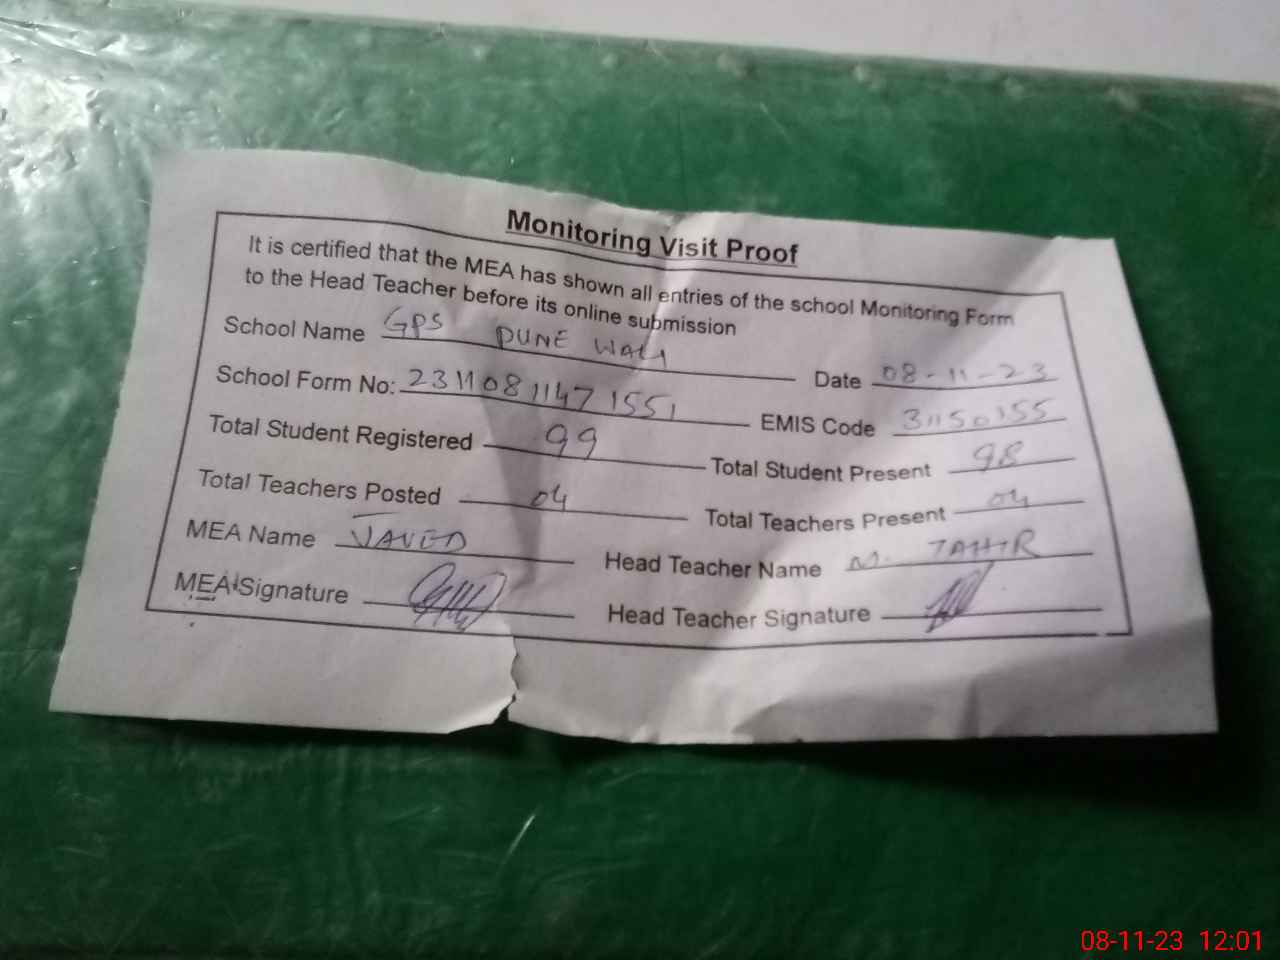 Monitoring Visit Proof
It is certified that the MEA has shown all entries of the school Monitoring Form
to the Head Teacher before its online submission
School Name GPS PUNE WALI Date 08-11-23
School Form No: 23110811471551 EMIS Code 31150155
Total Student Registered 99 Total Student Present 98
Total Teachers Posted 04 Total Teachers Present 04
MEA Name JAVED Head Teacher Name M. TAHIR
MEA Signature Head Teacher Signature
08-11-23 12:01